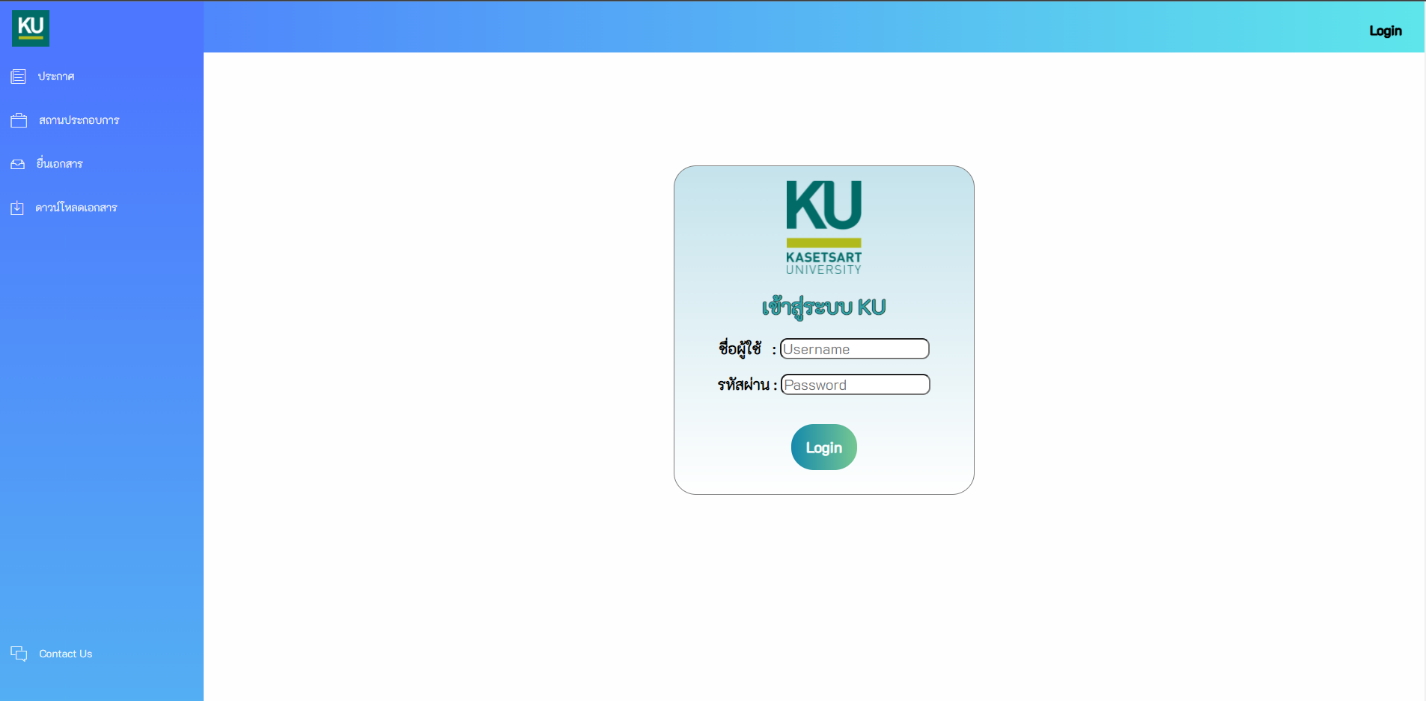 KU
Login
ประกาศ
สถานประกอบการ
ยื่นเอกสาร
ดาวน์โหลดเอกสาร
KU
KASETSART
UNIVERSITY
เข้าสู่ระบบ KU
ชื่อผู้ใช้ : Username
รหัสผ่าน : Password
Login
Contact Us